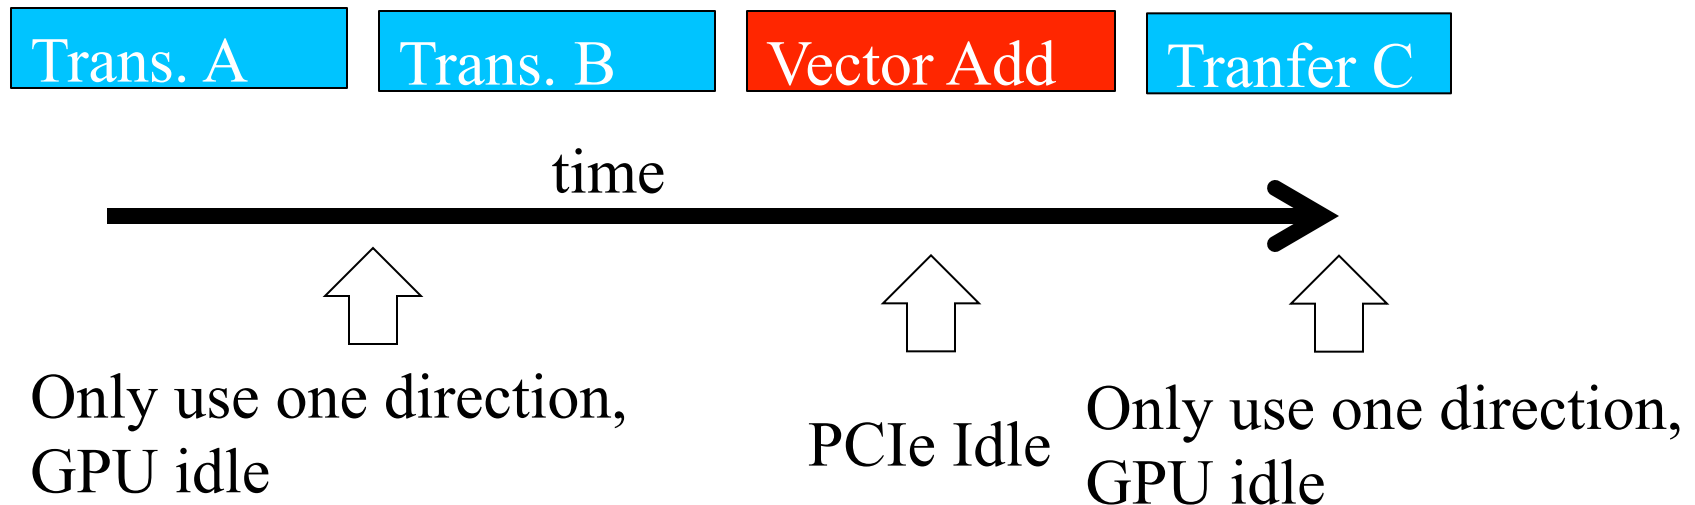 Trans. A
Trans. B
Vector Add
Tranfer C
time
Only use one direction,
GPU idle
PCIe Idle
Only use one direction,
GPU idle